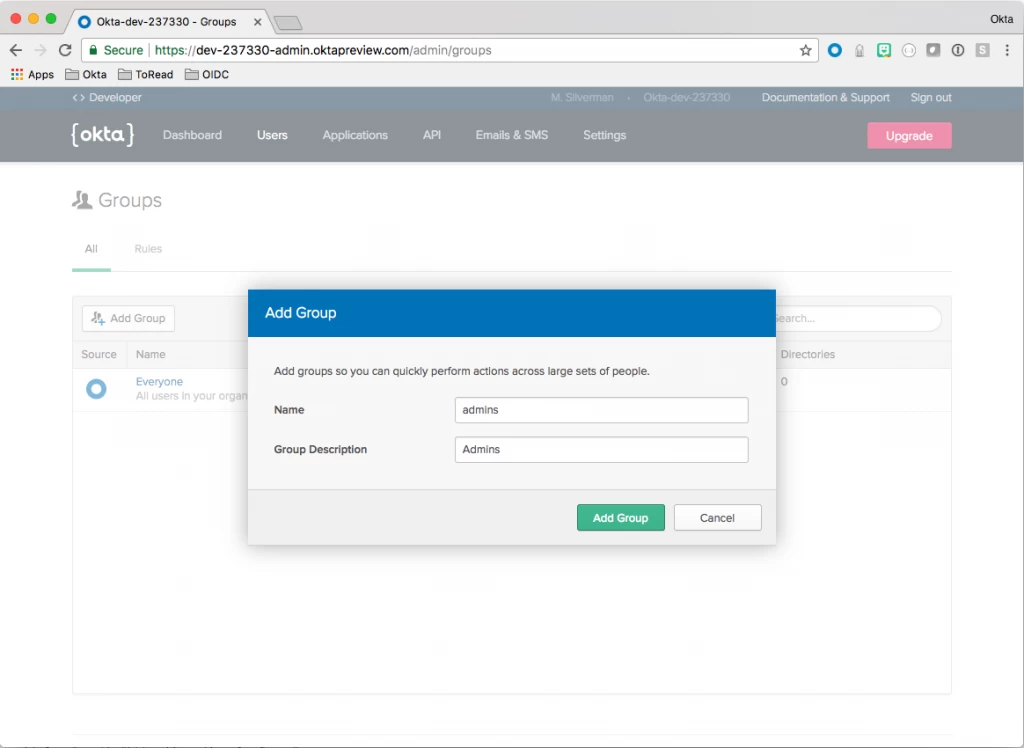 Okta-dev-237330 - Groups
Okta
Secure https://dev-237330-admin.oktapreview.com/admin/groups
Apps Okta ToRead OIDC
<> Developer M. Silverman • Okta-dev-237330 Documentation & Support Sign out
{okta} Dashboard Users Applications API Emails & SMS Settings Upgrade
Groups
All Rules
Add Group
Search...
Source Name Directories
Everyone 0
All users in your organ
Add Group
Add groups so you can quickly perform actions across large sets of people.
Name admins
Group Description Admins
Add Group Cancel